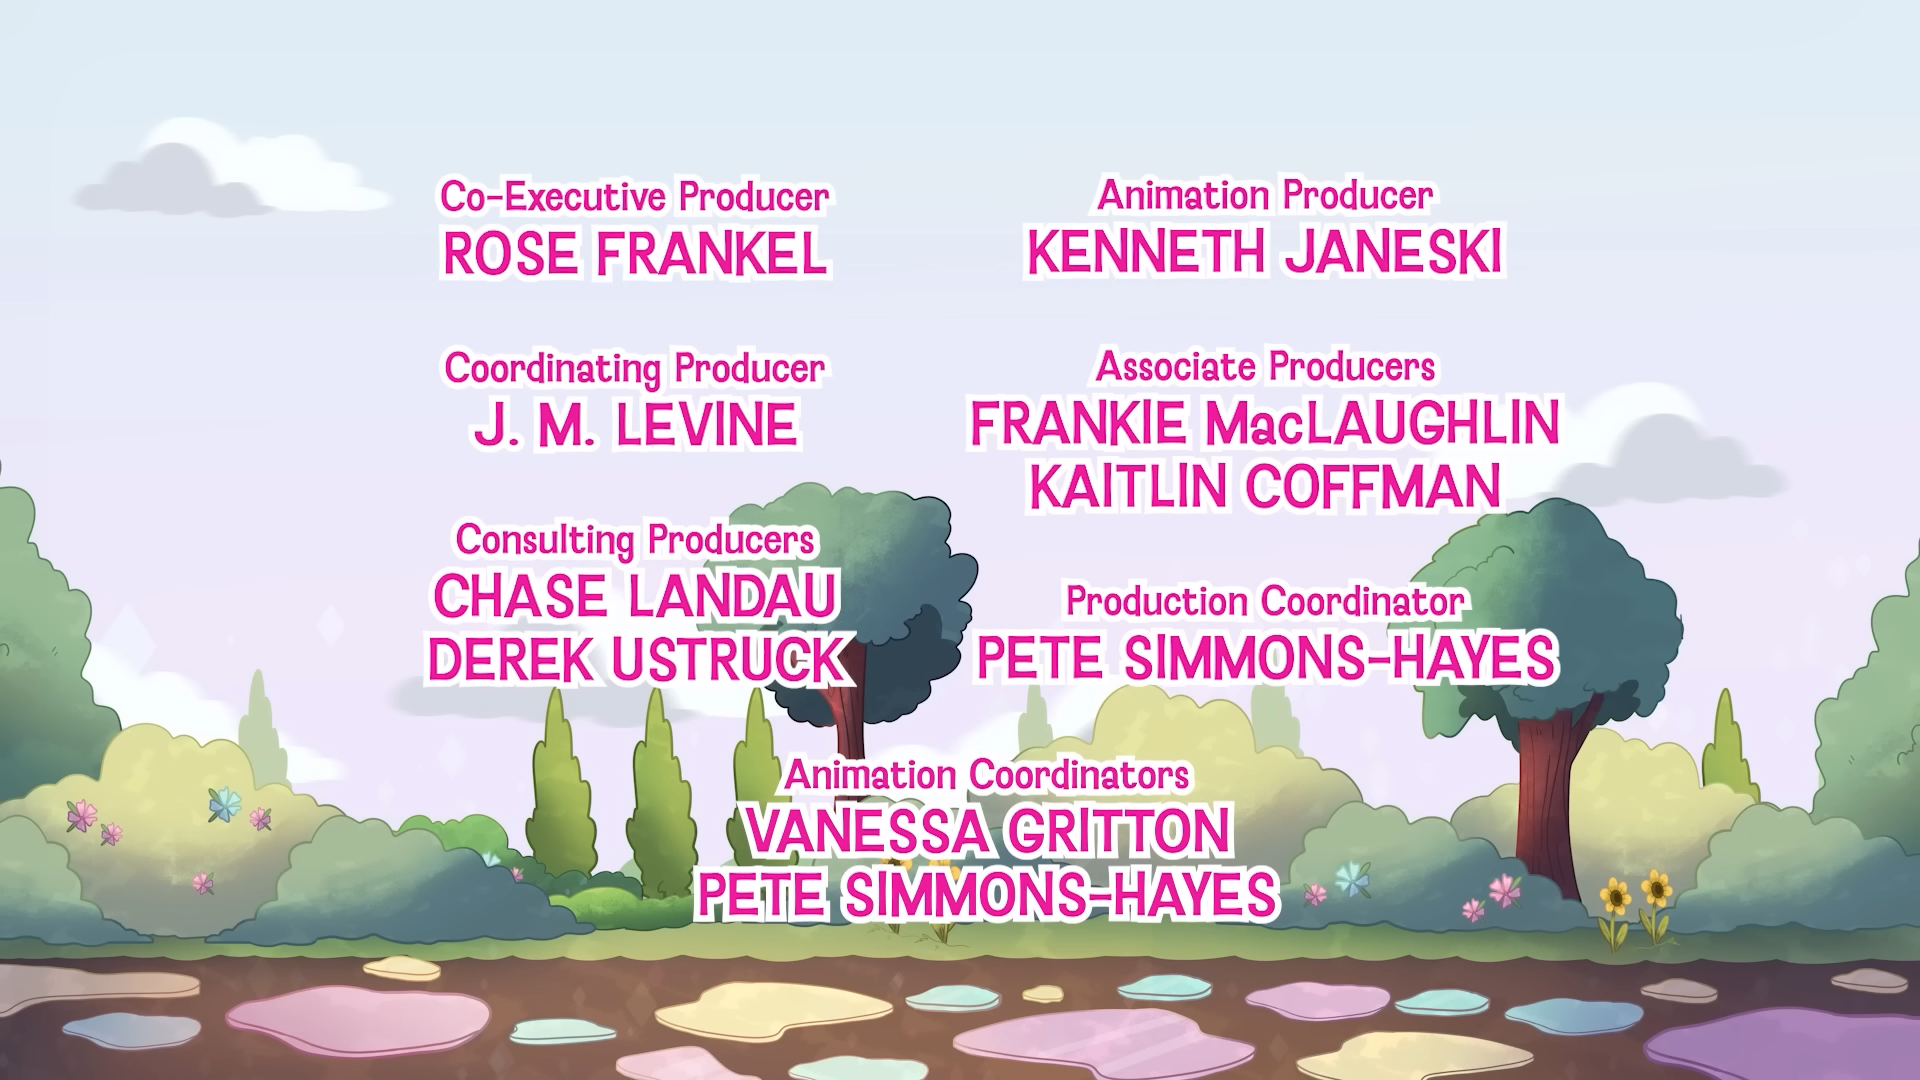 Co-Executive Producer
ROSE FRANKEL
Coordinating Producer
J. M. LEVINE
Consulting Producers
CHASE LANDAU
DEREK USTRUCK
Animation Producer
KENNETH JANESKI
Associate Producers
FRANKIE MacLAUGHLIN
KAITLIN COFFMAN
Production Coordinator
PETE SIMMONS-HAYES
Animation Coordinators
VANESSA GRITTON
PETE SIMMONS-HAYES